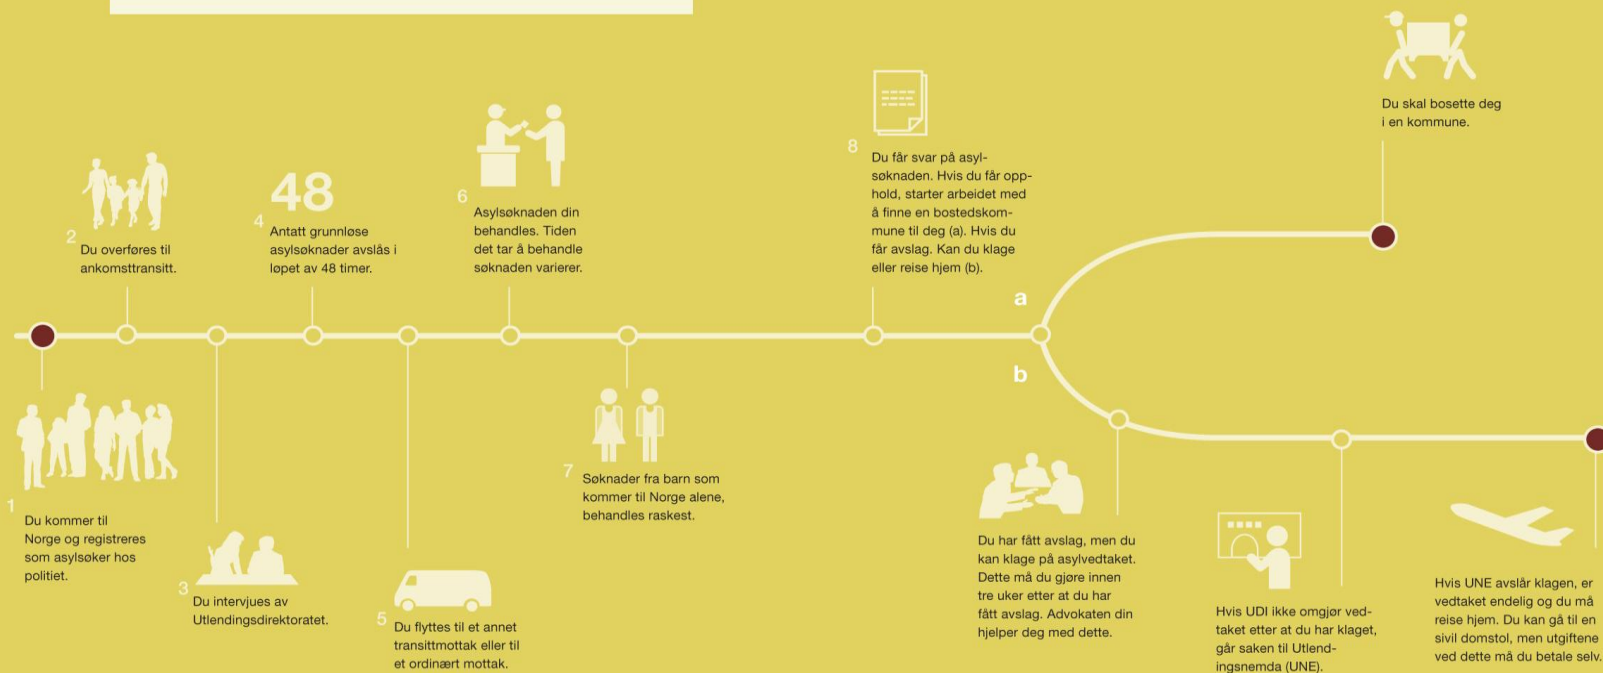 1
Du kommer til
Norge og registreres
som asylsøker hos
politiet.
2
Du overføres til
ankomsttransitt.
3
Du intervjues av
Utlendingsdirektoratet.
48
4
Antatt grunnløse
asylsøknader avslås i
løpet av 48 timer.
5
Du flyttes til et annet
transittmottak eller til
et ordinært mottak.
6
Asylsøknaden din
behandles. Tiden
det tar å behandle
søknaden varierer.
7
Søknader fra barn som
kommer til Norge alene,
behandles raskest.
8
Du får svar på asyl-
søknaden. Hvis du får opp-
hold, starter arbeidet med
å finne en bostedskom-
mune til deg (a). Hvis du
får avslag. Kan du klage
eller reise hjem (b).
a
Du skal bosette deg
i en kommune.
b
Du har fått avslag, men du
kan klage på asylvedtaket.
Dette må du gjøre innen
tre uker etter at du har
fått avslag. Advokaten din
hjelper deg med dette.
Hvis UDI ikke omgjør ved-
taket etter at du har klaget,
går saken til Utlend-
ingsnemda (UNE).
Hvis UNE avslår klagen, er
vedtaket endelig og du må
reise hjem. Du kan gå til en
sivil domstol, men utgiftene
ved dette må du betale selv.